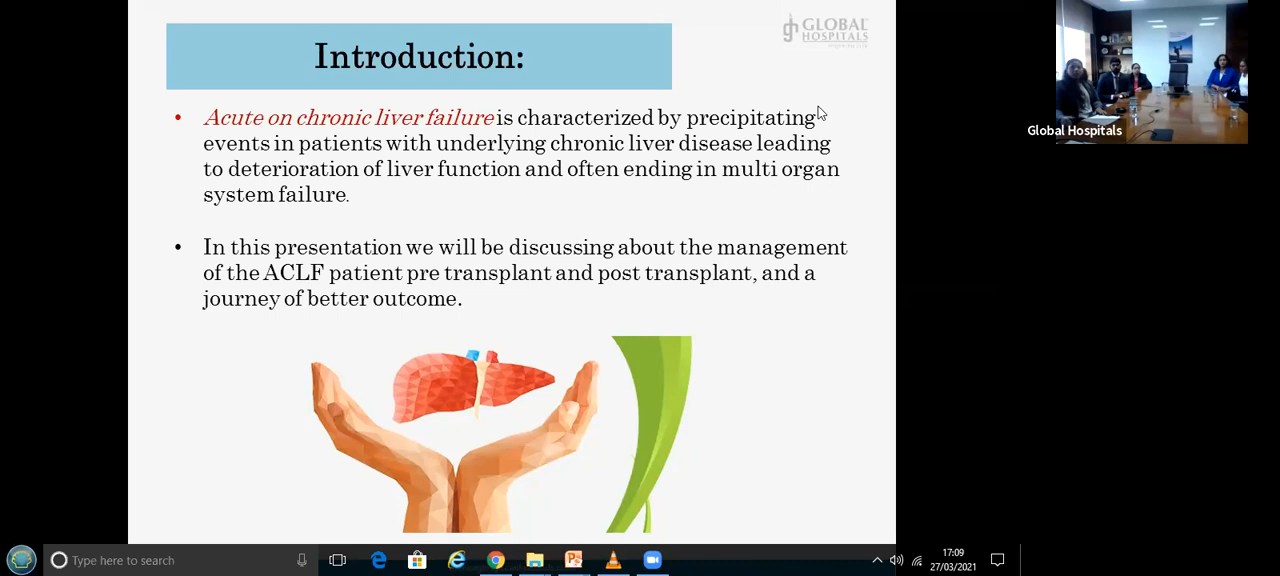 Introduction:
GLOBAL
HOSPITALS
• Acute on chronic liver failure is characterized by precipitating
events in patients with underlying chronic liver disease leading
to deterioration of liver function and often ending in multi organ
system failure.
• In this presentation we will be discussing about the management
of the ACLF patient pre transplant and post transplant, and a
journey of better outcome.
Global Hospitals
Type here to search
17:09
27/03/2021